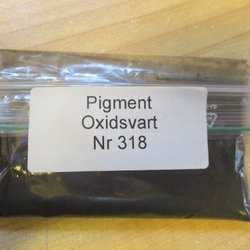 Pigment
Oxidsvart
Nr 318